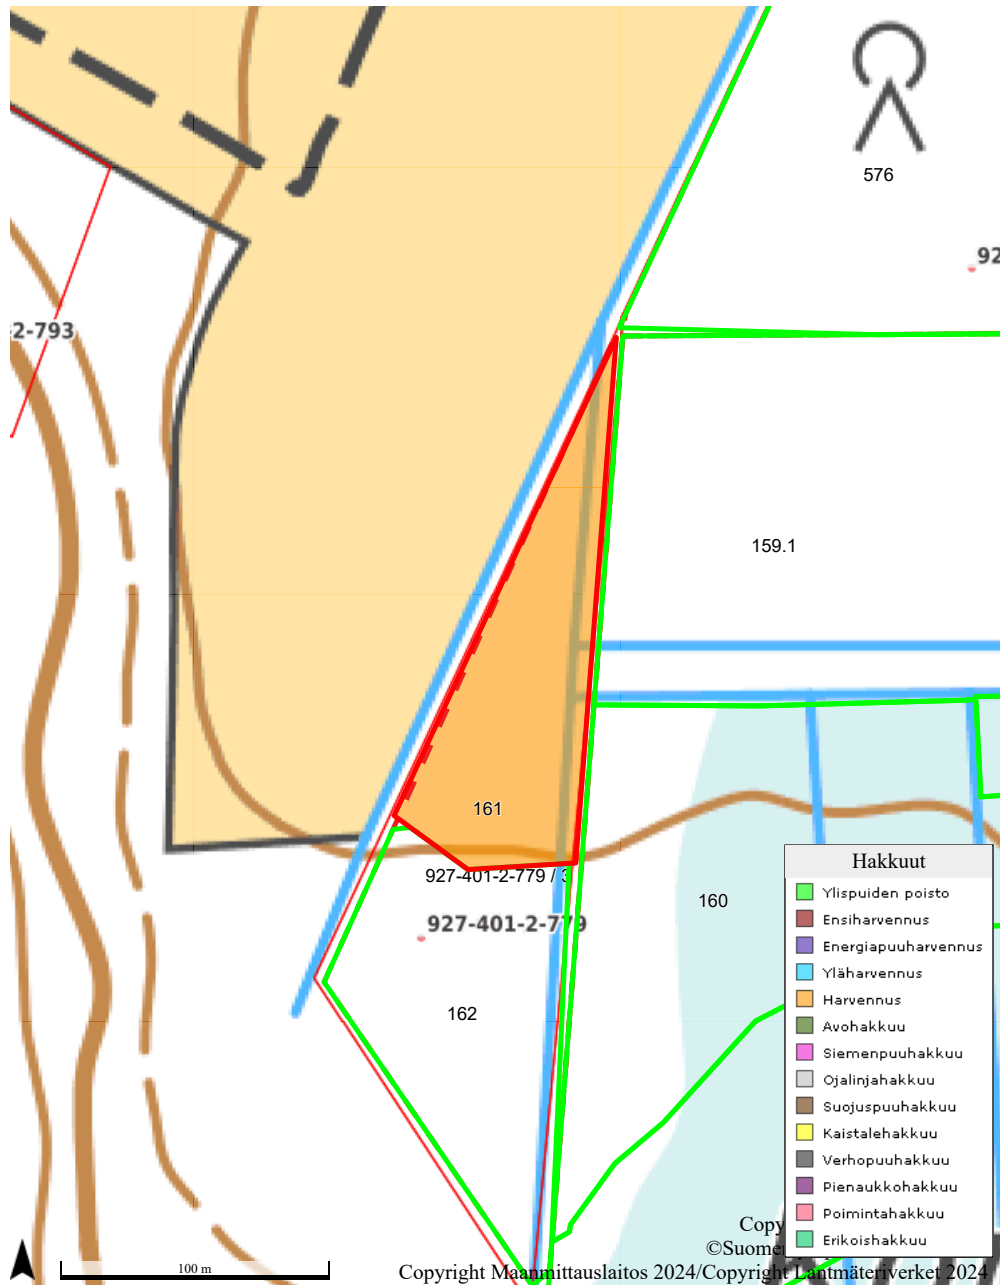 576
92
2-793
159.1
161
927-401-2-779 / 3
927-401-2-779
160
162
Hakkuut
Ylispuiden poisto
Ensiharvennus
Energiapuuharvennus
Yläharvennus
Harvennus
Avohakkuu
Siemenpuuhakkuu
Ojalinjahakkuu
Suojuspuuhakkuu
Kaistalehakkuu
Verhopuuhakkuu
Pienaukkohakkuu
Poimintahakkuu
Erikoishakkuu
Copy
©Suome
100 m
Copyright Maanmittauslaitos 2024/Copyright Lantmäteriverket 2024